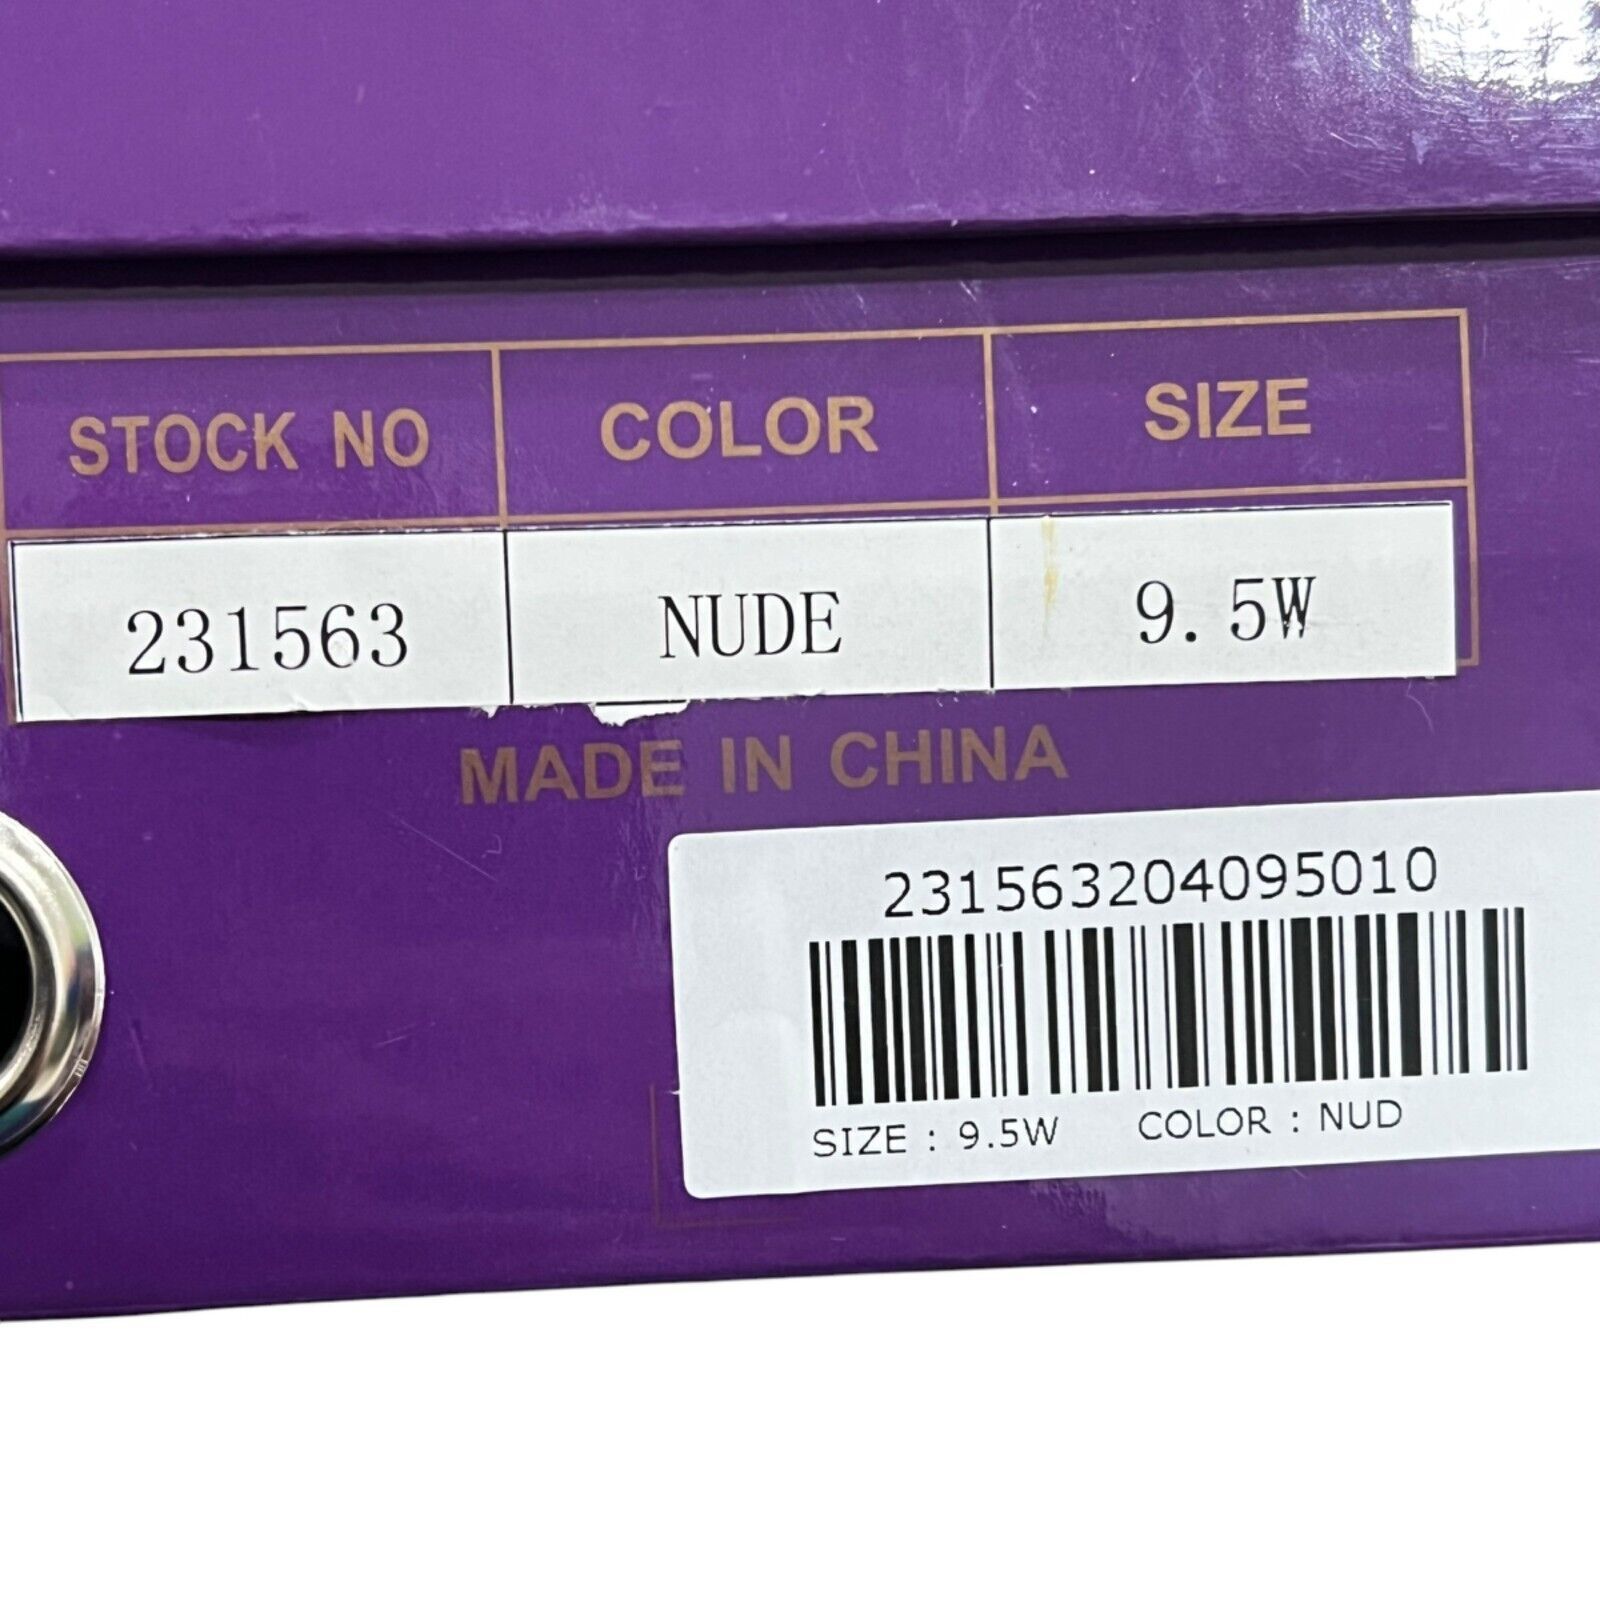 STOCK NO COLOR SIZE
231563 NUDE 9.5W
MADE IN CHINA
231563204095010
SIZE : 9.5W COLOR : NUD